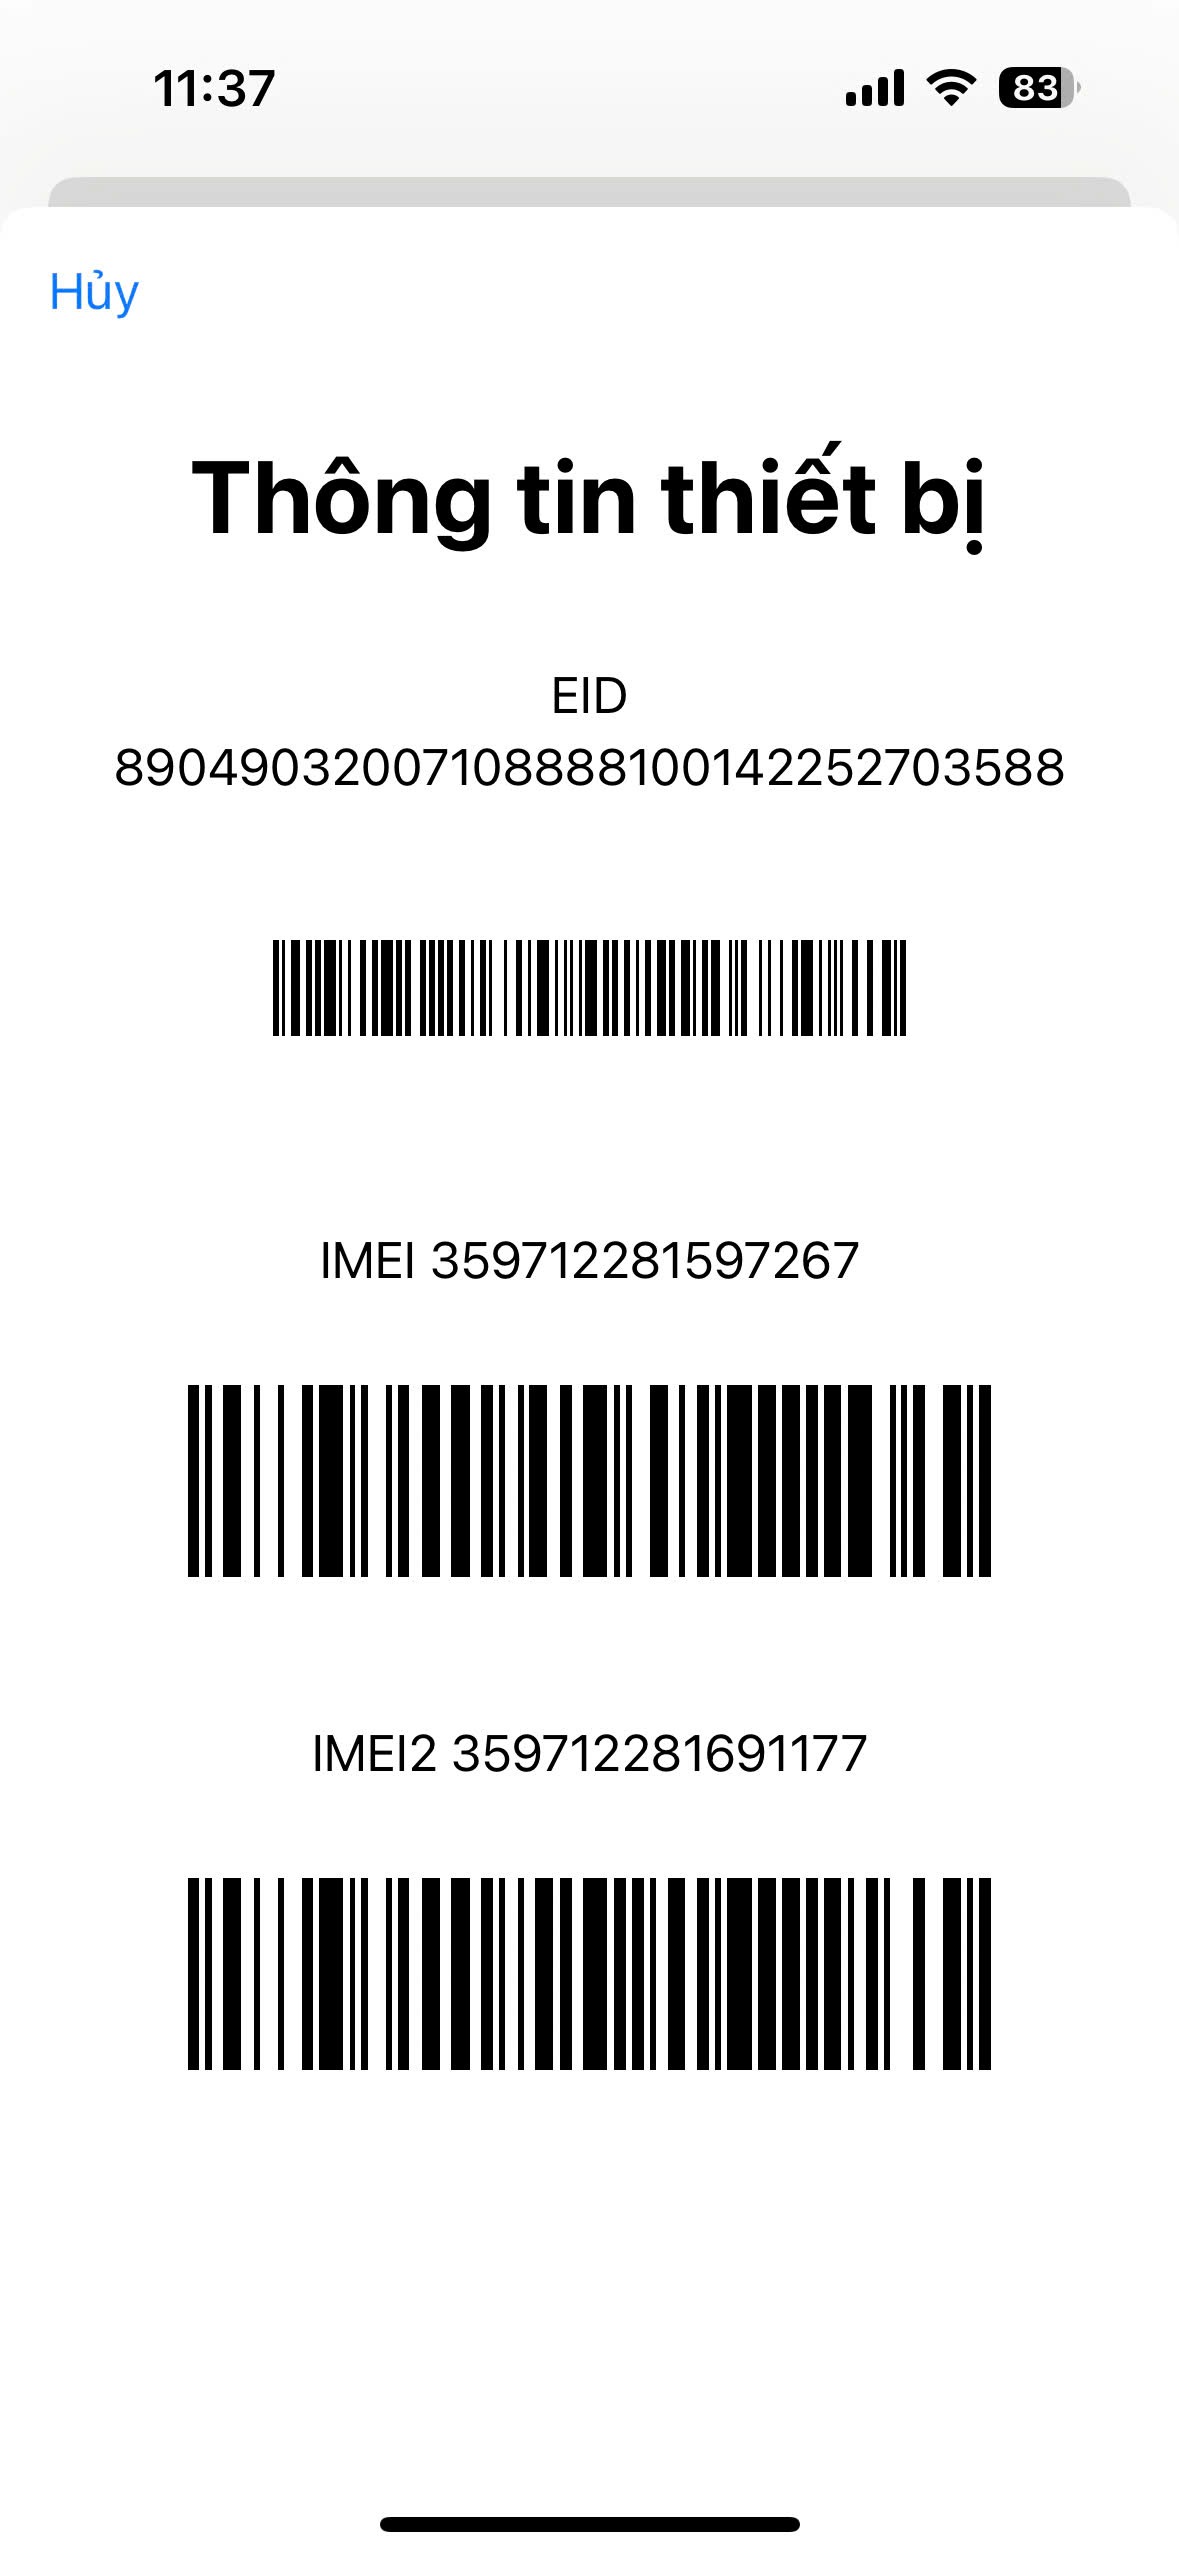 11:37
83
Hủy
Thông tin thiết bị
EID
89049032007108888100142252703588
IMEI 359712281597267
IMEI2 359712281691177